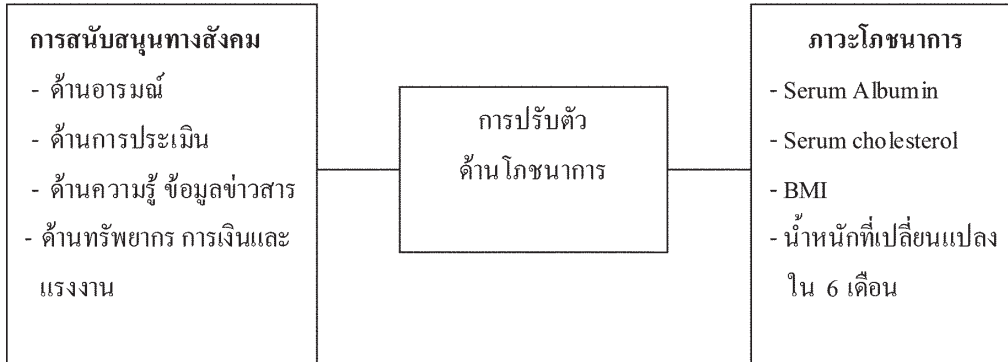 การสนับสนุนทางสังคม
- ด้านอารมณ์
- ด้านการประเมิน
- ด้านความรู้ ข้อมูลข่าวสาร
- ด้านทรัพยากร การเงินและ
แรงงาน
การปรับตัว
ด้านโภชนาการ
ภาวะโภชนาการ
- Serum Albumin
- Serum cholesterol
- BMI
- น้ำหนักที่เปลี่ยนแปลง
ใน 6 เดือน